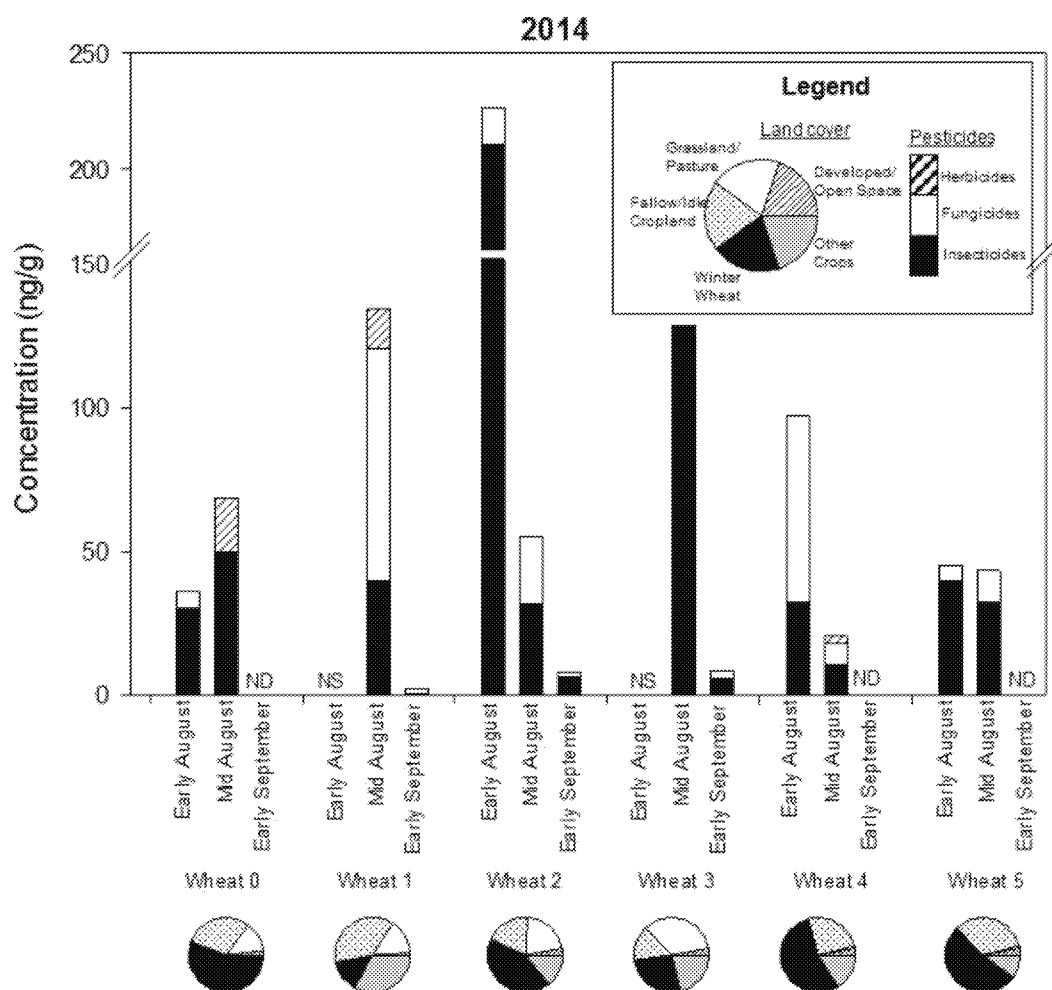 2014
250
200
150
100
50
0
Concentration (ng/g)
Legend
Land cover
Grassland/
Pasture
Developed/
Open Space
Fallow/Idle
Cropland
Other
Crops
Winter
Wheat
Pesticides
Herbicides
Fungicides
Insecticides
ND
NS
NS
ND
ND
Early August
Mid August
Early September
Early August
Mid August
Early September
Early August
Mid August
Early September
Early August
Mid August
Early September
Early August
Mid August
Early September
Early August
Mid August
Early September
Wheat 0
Wheat 1
Wheat 2
Wheat 3
Wheat 4
Wheat 5